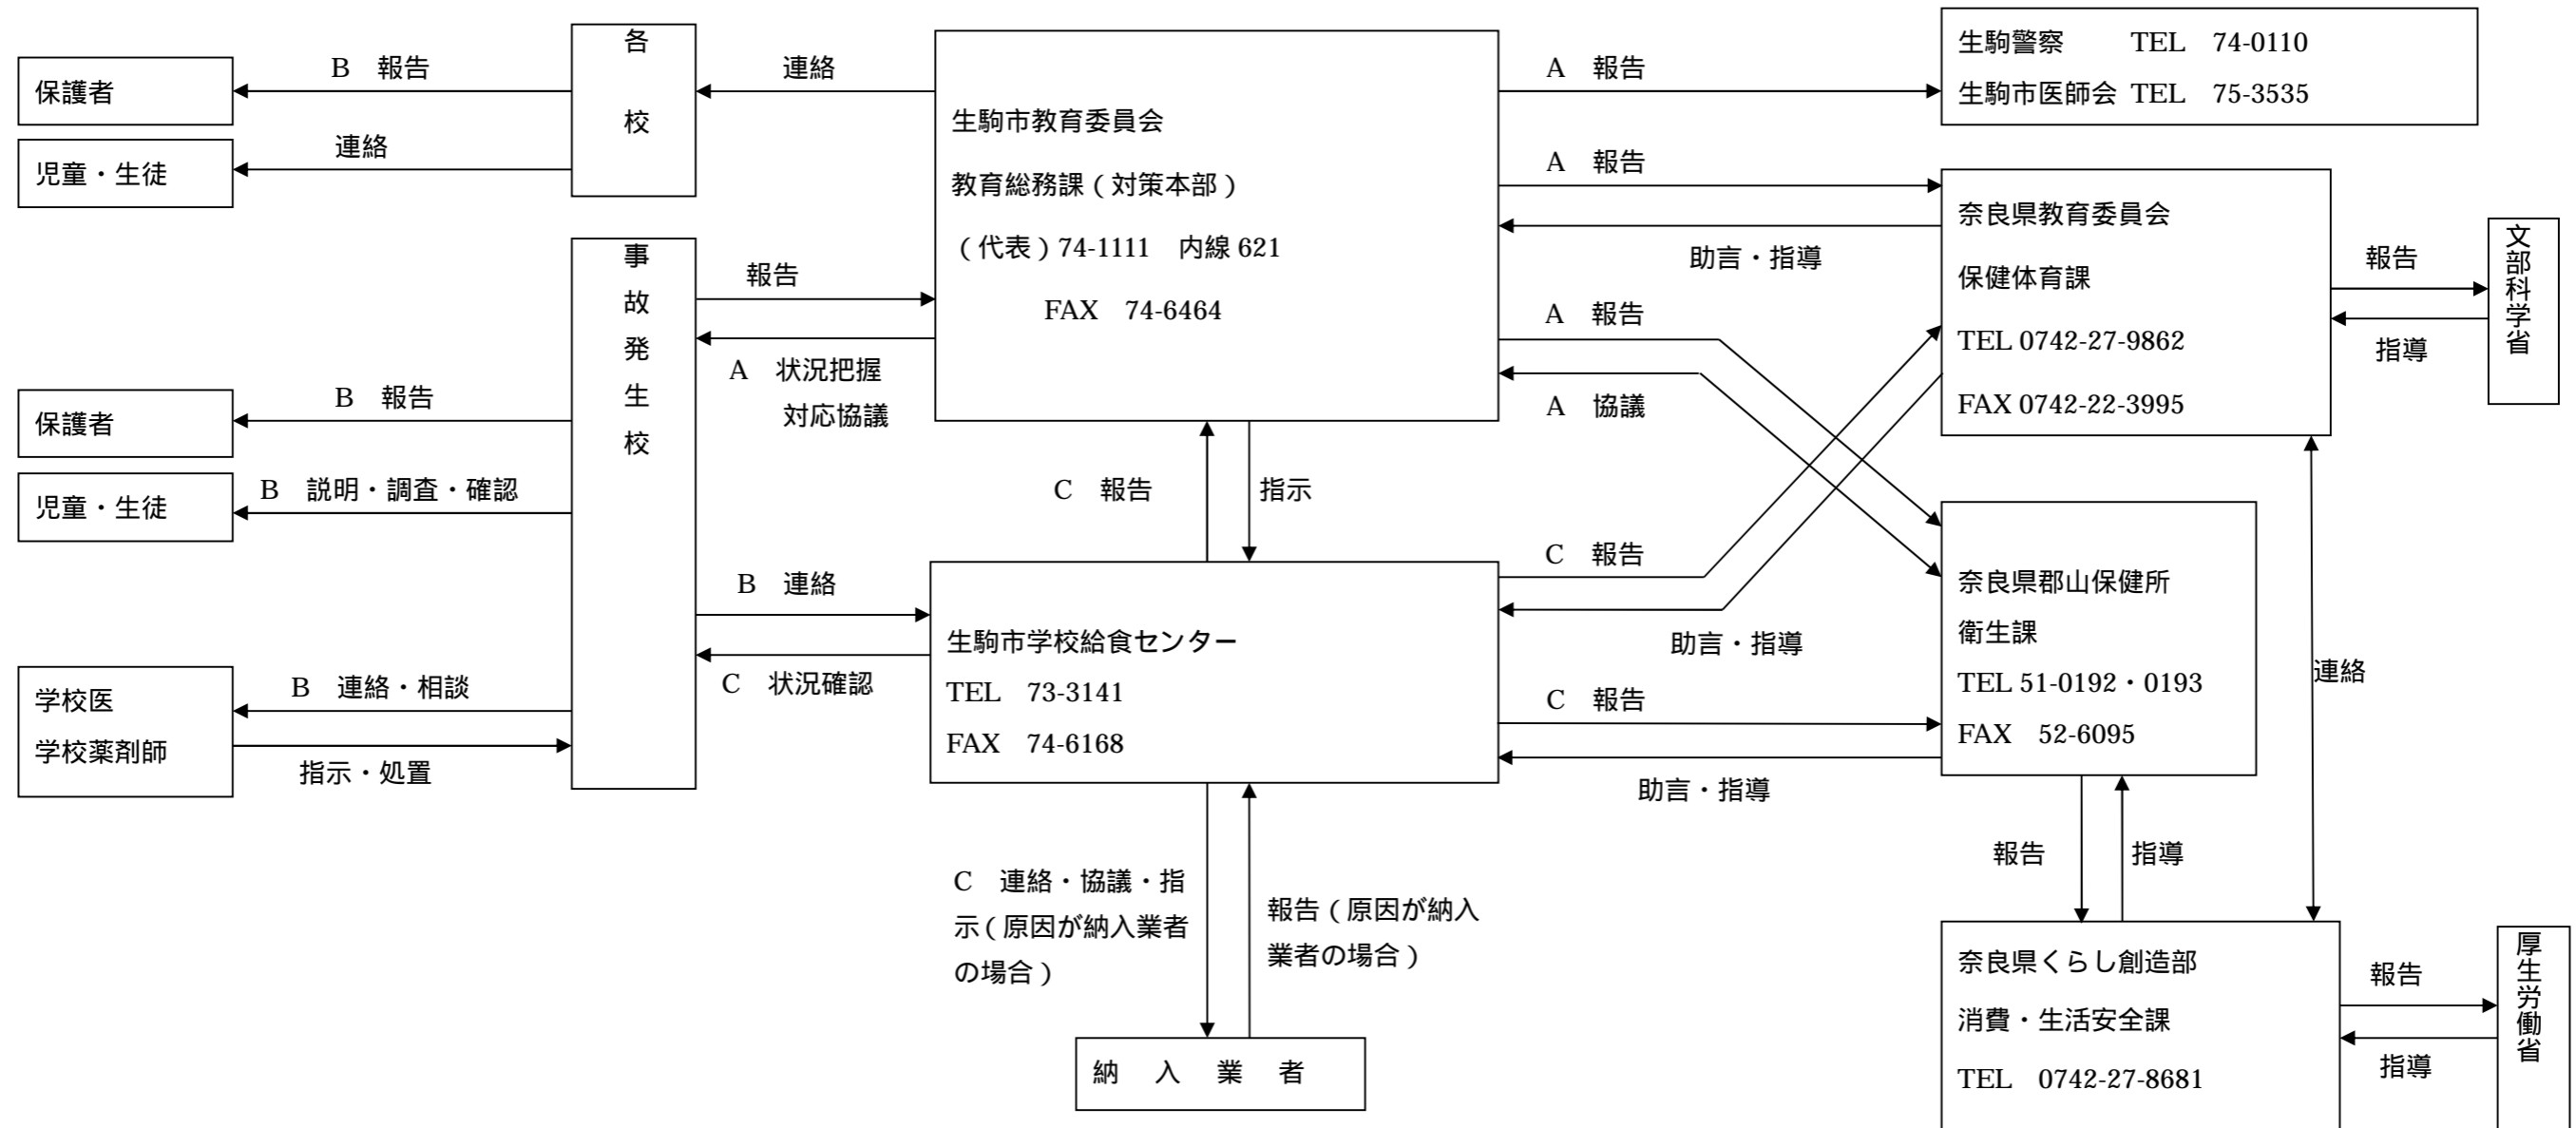 各校
保護者
B 報告
児童・生徒
連絡
連絡
生駒市教育委員会
教育総務課(対策本部)
(代表)74-1111 内線621
FAX 74-6464
A 報告
生駒警察 TEL 74-0110
生駒市医師会 TEL 75-3535
A 報告
助言・指導
奈良県教育委員会
保健体育課
TEL 0742-27-9862
FAX 0742-22-3995
報告
指導
文部科学省
事故発生校
報告
A 状況把握
対応協議
A 報告
A 協議
保護者
B 報告
児童・生徒
B 説明・調査・確認
C 報告
指示
学校医
学校薬剤師
B 連絡・相談
指示・処置
B 連絡
C 状況確認
生駒市学校給食センター
TEL 73-3141
FAX 74-6168
C 報告
助言・指導
C 報告
助言・指導
奈良県郡山保健所
衛生課
TEL 51-0192・0193
FAX 52-6095
連絡
報告
指導
C 連絡・協議・指
示(原因が納入業者
の場合)
報告(原因が納入
業者の場合)
納入業者
奈良県くらし創造部
消費・生活安全課
TEL 0742-27-8681
報告
指導
厚生労働省